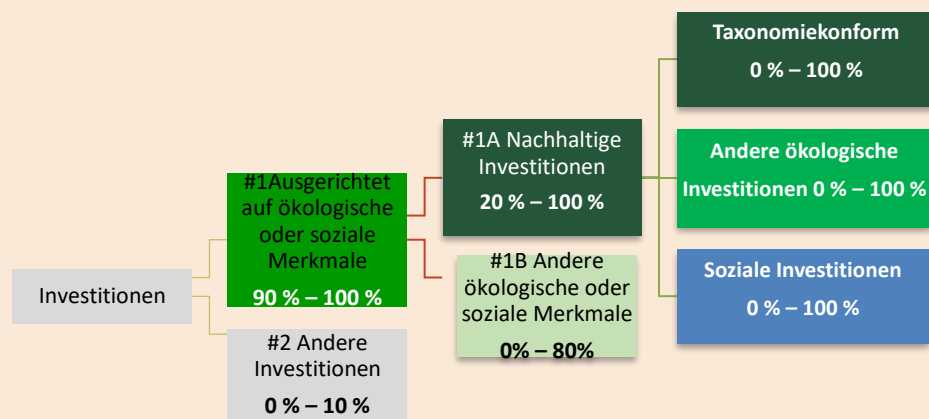 Investitionen
#1Ausgerichtet
auf ökologische
oder soziale
Merkmale
90 % – 100 %
#2 Andere
Investitionen
0 % – 10 %
#1A Nachhaltige
Investitionen
20 % – 100 %
#1B Andere
ökologische oder
soziale Merkmale
0% – 80%
Taxonomiekonform
0 % – 100 %
Andere ökologische
Investitionen 0 % – 100 %
Soziale Investitionen
0 % – 100 %